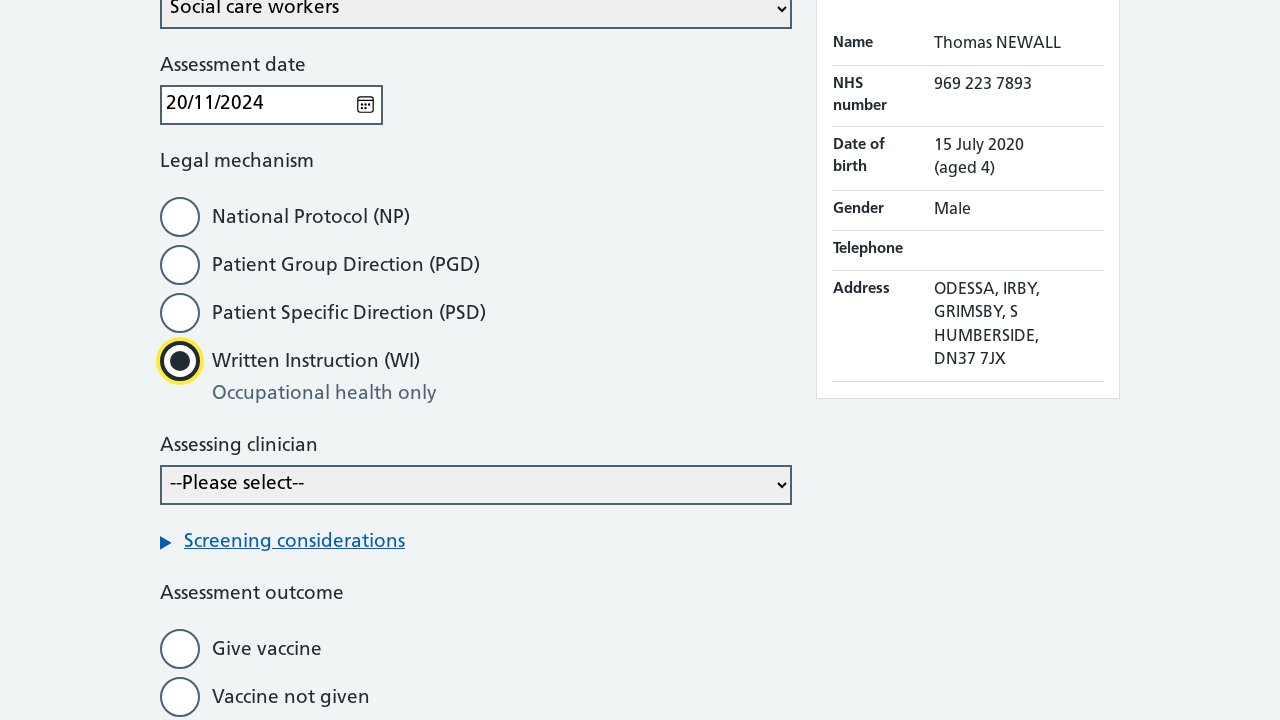 Social care workers
Assessment date
20/11/2024
Legal mechanism
National Protocol (NP)
Patient Group Direction (PGD)
Patient Specific Direction (PSD)
Written Instruction (WI)
Occupational health only
Assessing clinician
--Please select--
Screening considerations
Assessment outcome
Give vaccine
Vaccine not given
Name Thomas NEWALL
NHS number 969 223 7893
Date of birth 15 July 2020 (aged 4)
Gender Male
Telephone
Address ODESSA, IRBY,
GRIMSBY, S
HUMBERSIDE,
DN37 7JX